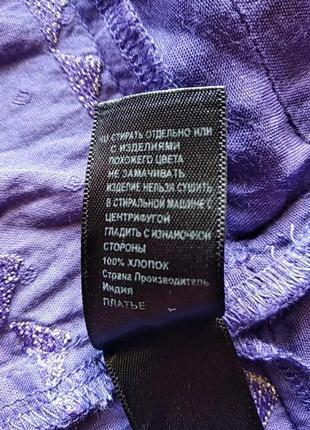 RU СТИРАТЬ ОТДЕЛЬНО ИЛИ
С ИЗДЕЛИЯМИ
ПОХОЖЕГО ЦВЕТА
НЕ ЗАМАЧИВАТЬ
ИЗДЕЛИЕ НЕЛЬЗЯ СУШИТЬ
В СТИРАЛЬНОЙ МАШИНЕ С
ЦЕНТРИФУГОЙ
ГЛАДИТЬ С ИЗНАНОЧНОЙ
СТОРОНЫ
100% ХЛОПОК
Страна Производитель
Индия
ПЛАТЬЕ